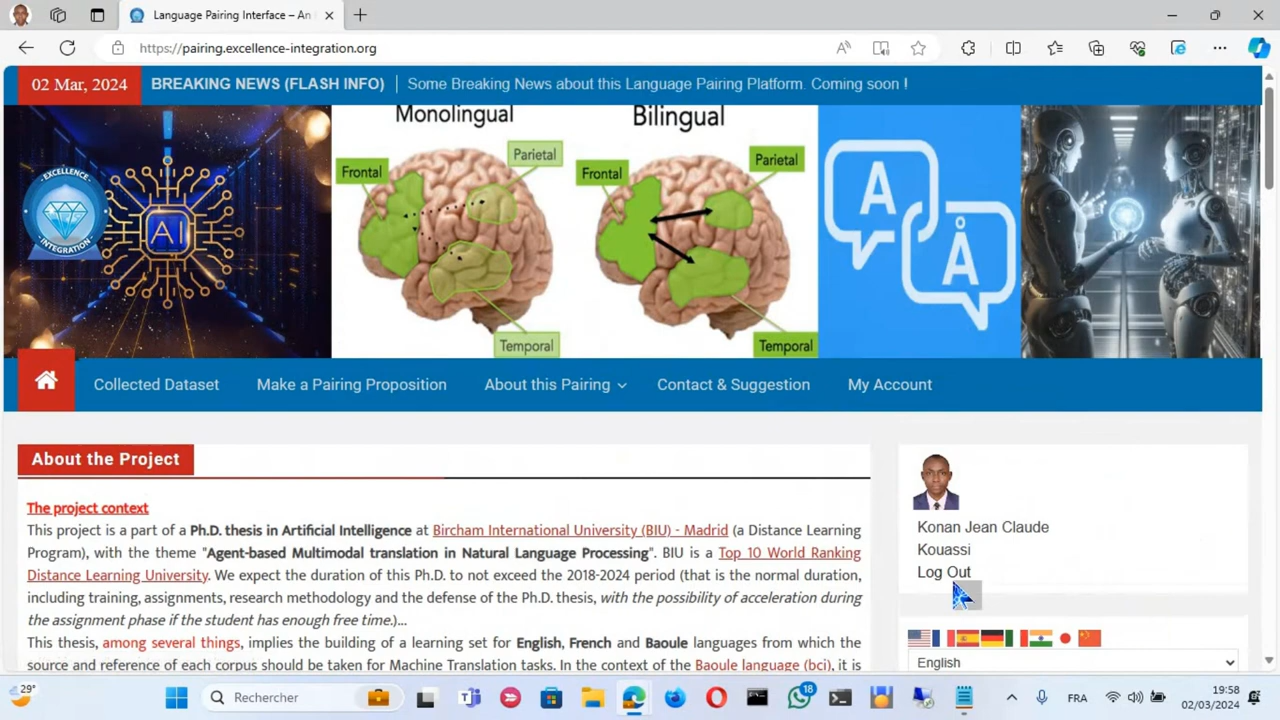 Language Pairing Interface – An
https://pairing.excellence-integration.org
02 Mar, 2024
BREAKING NEWS (FLASH INFO)
Some Breaking News about this Language Pairing Platform. Coming soon !
EXCELLENCE
INTEGRATION
AI
Monolingual
Frontal
Parietal
Temporal
Bilingual
Frontal
Parietal
Temporal
A
Å
Collected Dataset
Make a Pairing Proposition
About this Pairing
Contact & Suggestion
My Account
About the Project
The project context
This project is a part of a Ph.D. thesis in Artificial Intelligence at Bircham International University (BIU) - Madrid (a Distance Learning
Program), with the theme "Agent-based Multimodal translation in Natural Language Processing". BIU is a Top 10 World Ranking
Distance Learning University. We expect the duration of this Ph.D. to not exceed the 2018-2024 period (that is the normal duration,
including training, assignments, research methodology and the defense of the Ph.D. thesis, with the possibility of acceleration during
the assignment phase if the student has enough free time.)...
This thesis, among several things, implies the building of a learning set for English, French and Baoule languages from which the
source and reference of each corpus should be taken for Machine Translation tasks. In the context of the Baoule language (bci), it is
Konan Jean Claude
Kouassi
Log Out
English
29°
Rechercher
18
FRA
19:58
02/03/2024